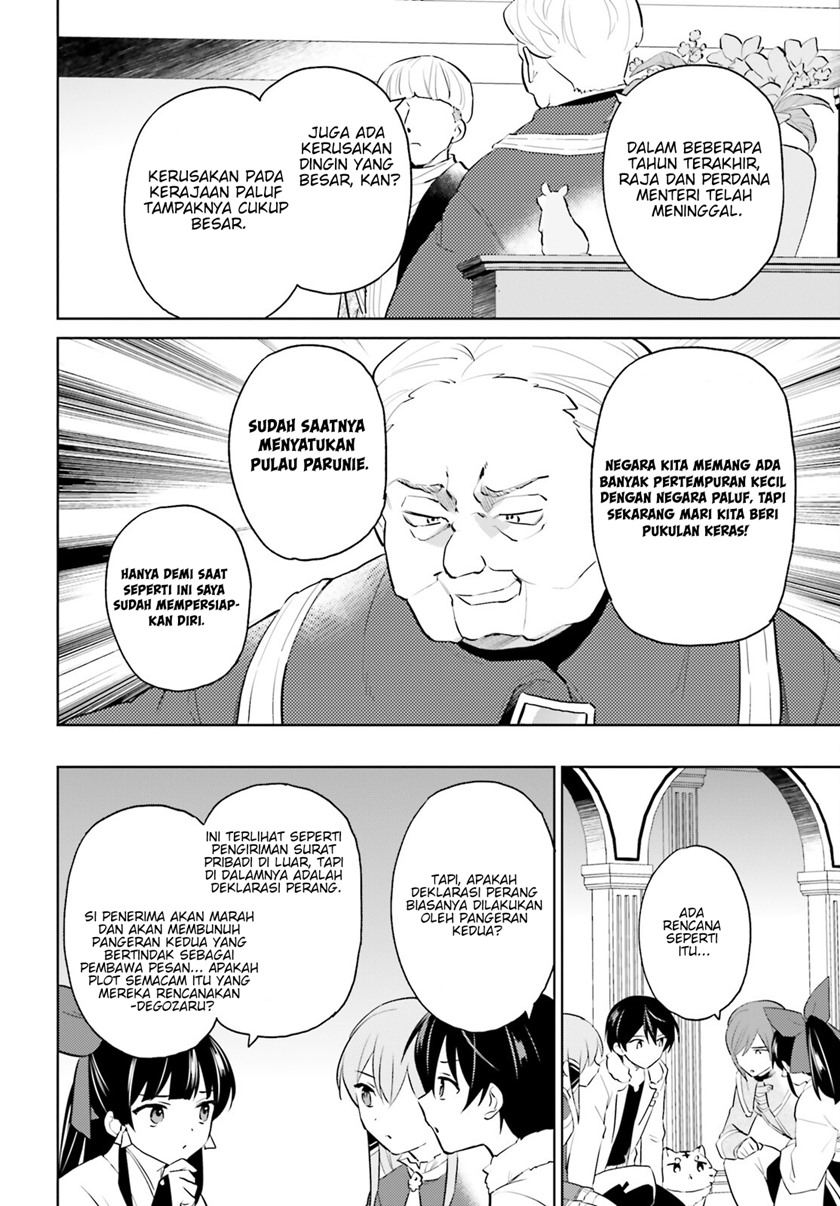 DALAM BEBERAPA
TAHUN TERAKHIR,
RAJA DAN PERDANA
MENTERI TELAH
MENINGGAL.
JUGA ADA
KERUSAKAN
DINGIN YANG
BESAR, KAN?
KERUSAKAN PADA
KERAJAAN PALUF
TAMPAKNYA CUKUP
BESAR.
NEGARA KITA MEMANG ADA
BANYAK PERTEMPURAN KECIL
DENGAN NEGARA PALUF, TAPI
SEKARANG MARI KITA BERI
PUKULAN KERAS!
SUDAH SAATNYA
MENYATUKAN
PULAU PARUNIE.
HANYA DEMI SAAT
SEPERTI INI SAYA
SUDAH MEMPERSIAP-
KAN DIRI.
ADA
RENCANA
SEPERTI
ITU...
TAPI, APAKAH
DEKLARASI PERANG
BIASANYA DILAKUKAN
OLEH PANGERAN
KEDUA?
INI TERLIHAT SEPERTI
PENGIRIMAN SURAT
PRIBADI DI LUAR, TAPI
DI DALAMNYA ADALAH
DEKLARASI PERANG.
SI PENERIMA AKAN MARAH
DAN AKAN MEMBUNUH
PANGERAN KEDUA YANG
BERTINDAK SEBAGAI
PEMBAWA PESAN... APAKAH
PLOT SEMACAM ITU YANG
MEREKA RENCANAKAN
-DEGOZARU?